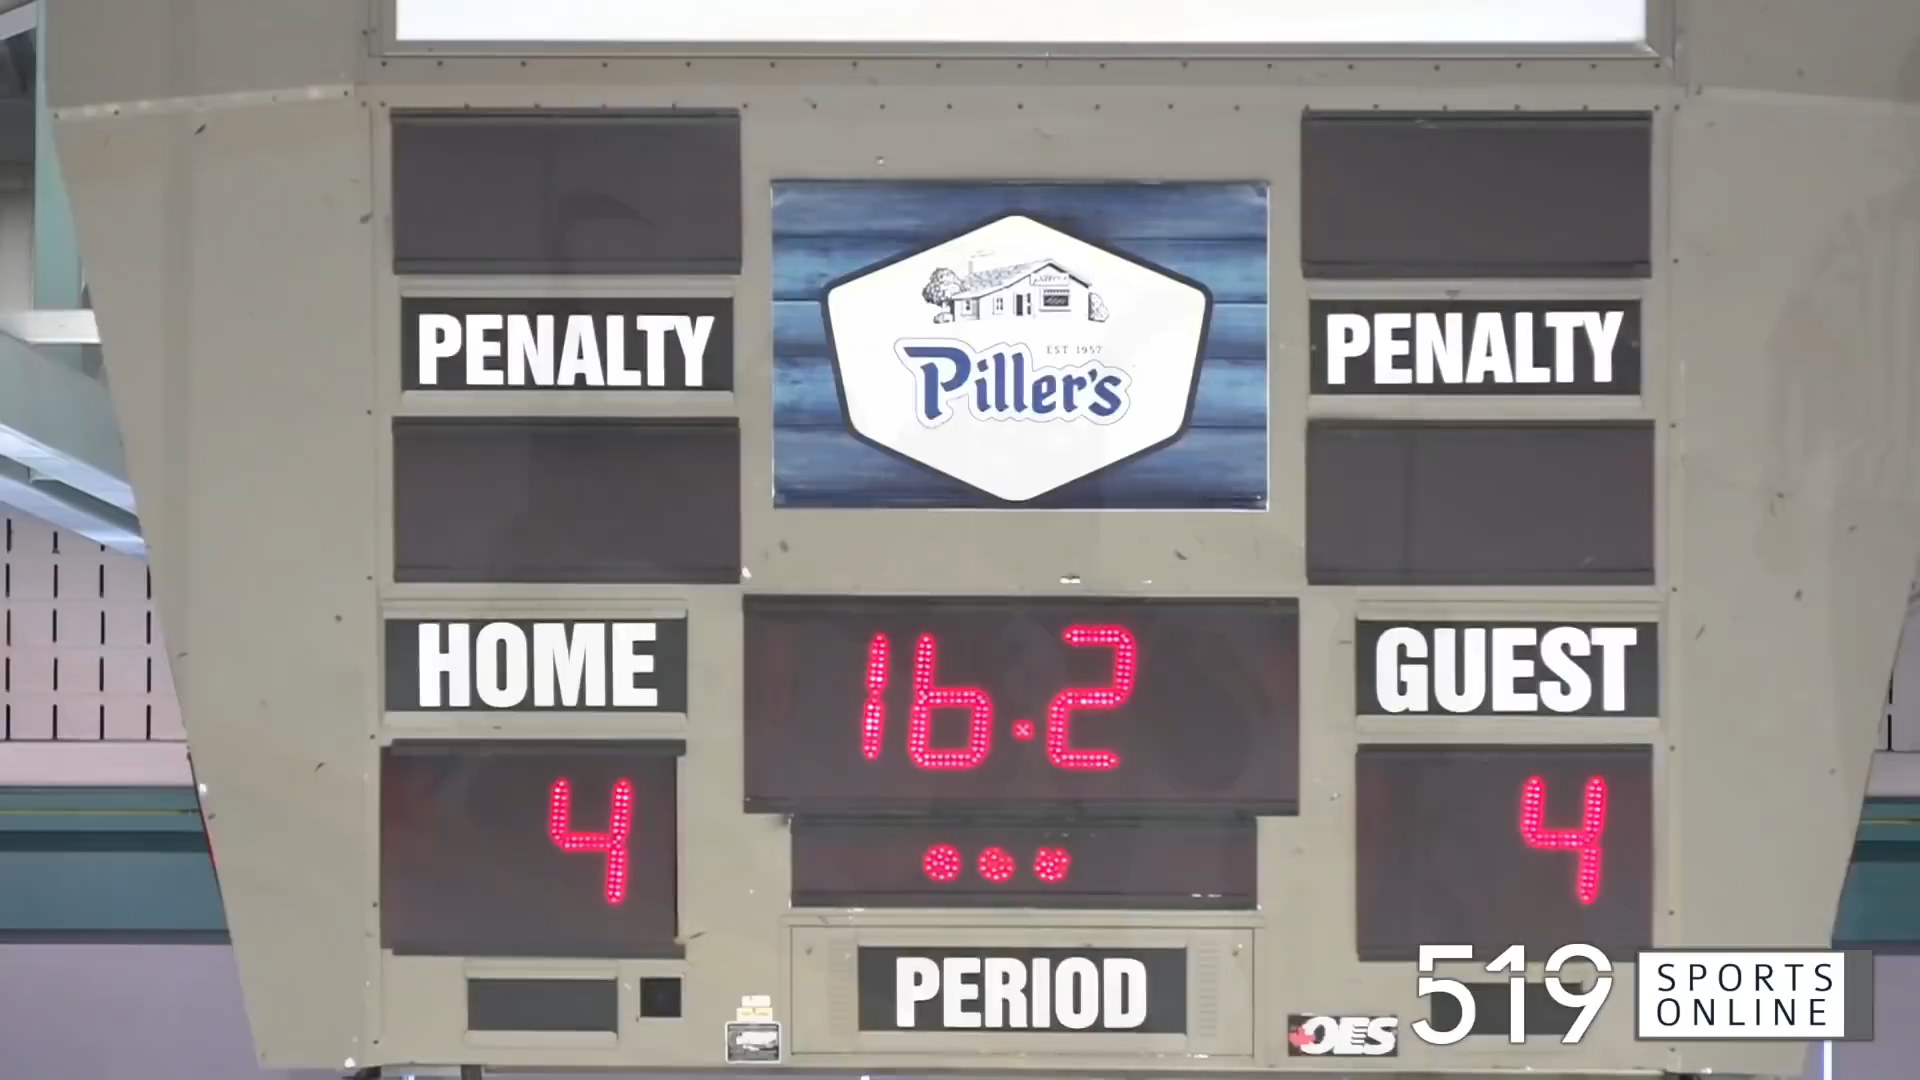 EST 1957
Piller's
PENALTY
PENALTY
HOME
16.2
GUEST
4
4
PERIOD
OES
519 SPORTS
ONLINE